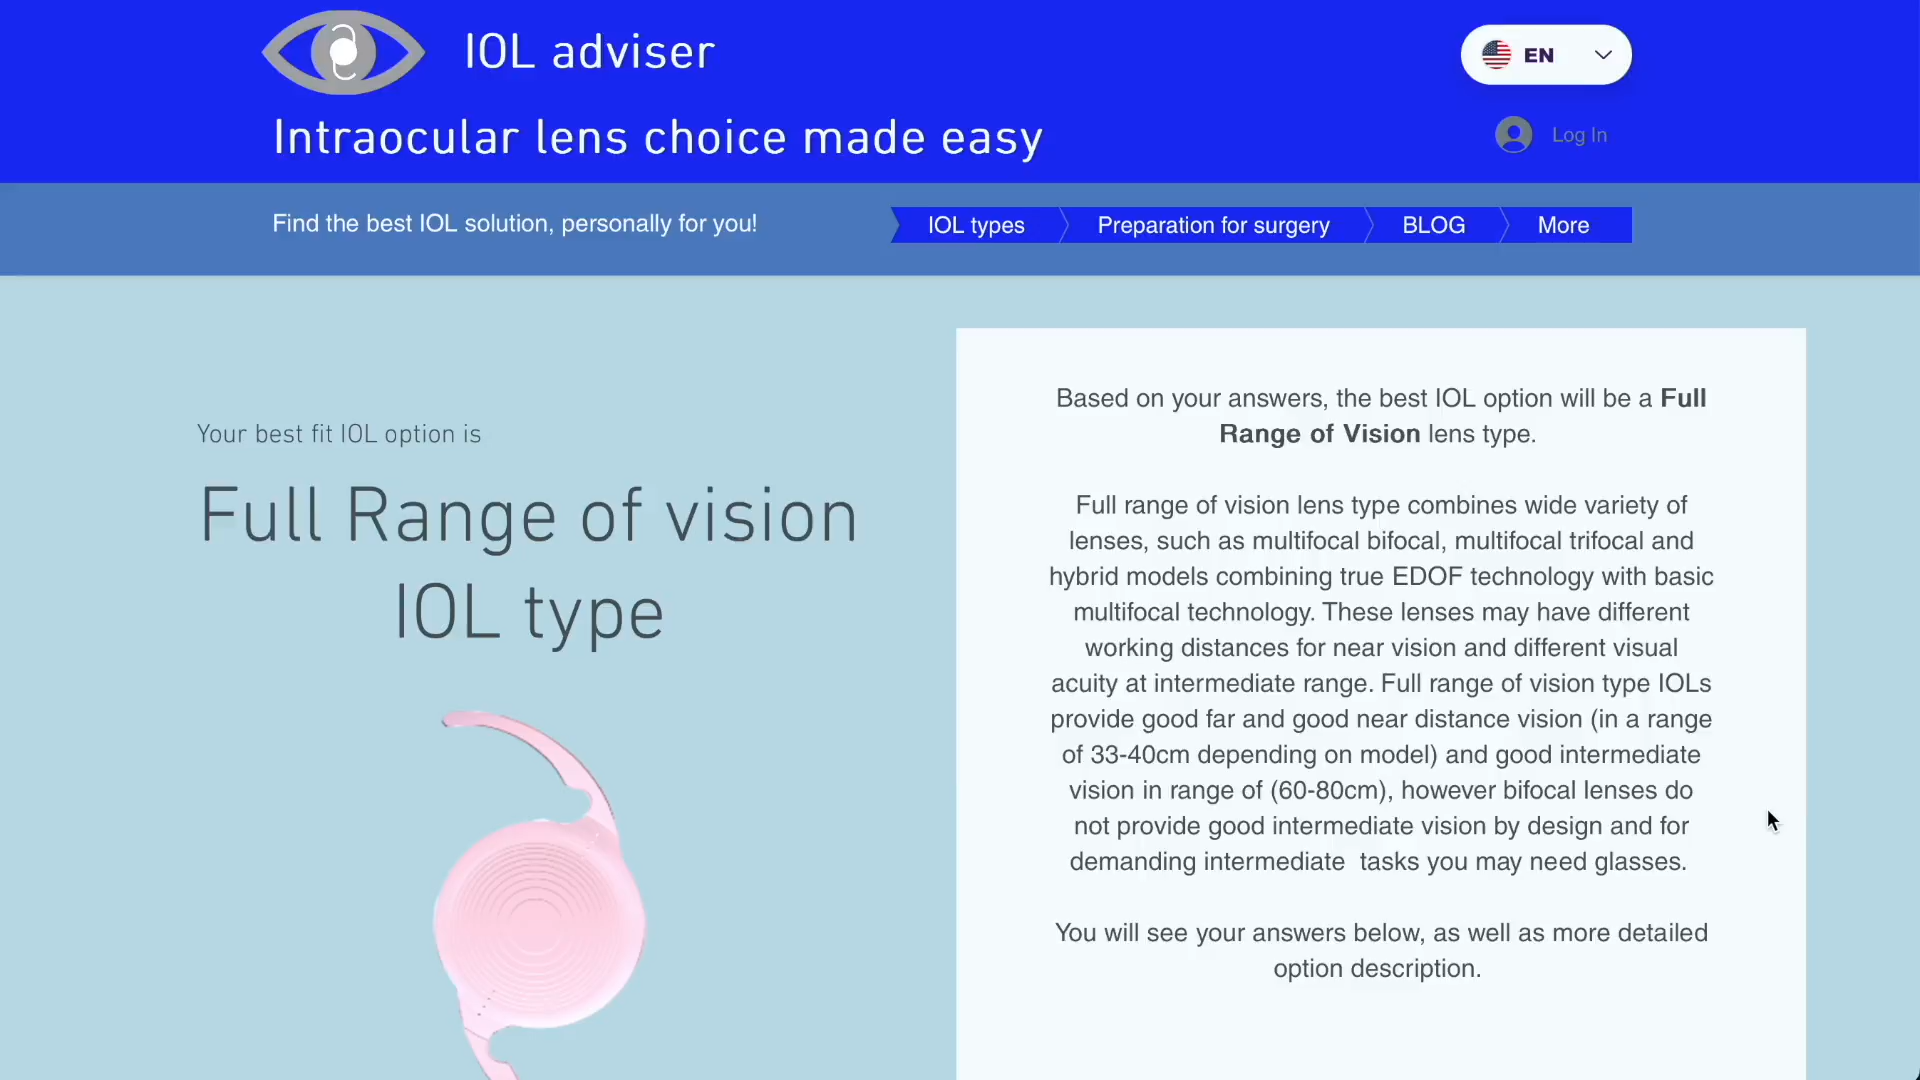 IOL adviser
EN
Intraocular lens choice made easy
Log In
Find the best IOL solution, personally for you!
IOL types
Preparation for surgery
BLOG
More
Your best fit IOL option is
Full Range of vision
IOL type
Based on your answers, the best IOL option will be a Full
Range of Vision lens type.
Full range of vision lens type combines wide variety of
lenses, such as multifocal bifocal, multifocal trifocal and
hybrid models combining true EDOF technology with basic
multifocal technology. These lenses may have different
working distances for near vision and different visual
acuity at intermediate range. Full range of vision type IOLs
provide good far and good near distance vision (in a range
of 33-40cm depending on model) and good intermediate
vision in range of (60-80cm), however bifocal lenses do
not provide good intermediate vision by design and for
demanding intermediate  tasks you may need glasses.
You will see your answers below, as well as more detailed
option description.